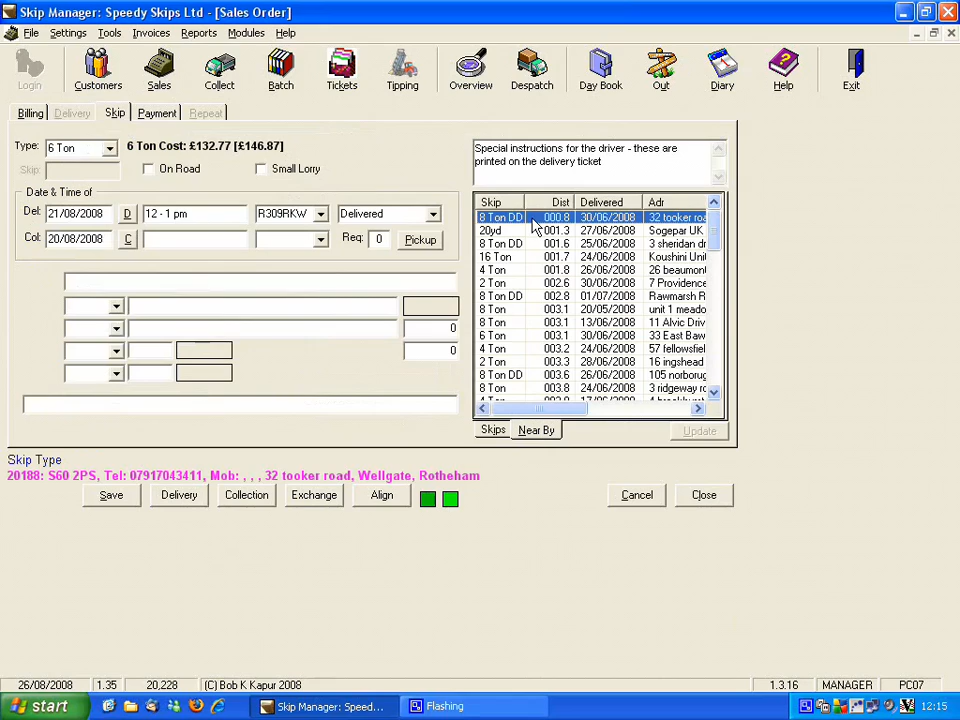 Skip Manager: Speedy Skips Ltd - [Sales Order]
File Settings Tools Invoices Reports Modules Help
Login Customers Sales Collect Batch Tickets Tipping Overview Despatch Day Book Out Diary Help Exit
Billing Delivery Skip Payment Repeat
Type: 6 Ton 6 Ton Cost: £132.77 [£146.87]
Skip: On Road Small Lorry
Date & Time of
Del: 21/08/2008 D 12 - 1 pm R309RKW Delivered
Col: 20/08/2008 C Req: 0 Pickup
0
0
Special instructions for the driver - these are
printed on the delivery ticket
Skip Dist Delivered Adr
8 Ton DD 000.8 30/06/2008 32 tooker roa
20yd 001.3 27/06/2008 Sogepar UK
8 Ton DD 001.6 25/06/2008 3 sheridan dr
16 Ton 001.7 24/06/2008 Koushini Unit
4 Ton 001.8 26/06/2008 26 beaumont
2 Ton 002.6 30/06/2008 7 Providence
8 Ton DD 002.8 01/07/2008 Rawmarsh R
8 Ton 003.1 20/05/2008 unit 1 meado
8 Ton 003.1 13/06/2008 11 Alvic Driv
6 Ton 003.1 30/06/2008 33 East Baw
4 Ton 003.2 24/06/2008 57 fellowsfiel
2 Ton 003.3 28/06/2008 16 ingshead
8 Ton DD 003.6 26/06/2008 105 norboroug
8 Ton 003.8 24/06/2008 3 ridgeway ro
Skips Near By Update
Skip Type
20188: S60 2PS, Tel: 07917043411, Mob: , , , 32 tooker road, Wellgate, Rotheham
Save Delivery Collection Exchange Align Cancel Close
26/08/2008 1.35 20,228 (C) Bob K Kapur 2008 1.3.16 MANAGER PC07
start Skip Manager: Speed... Flashing 12:15